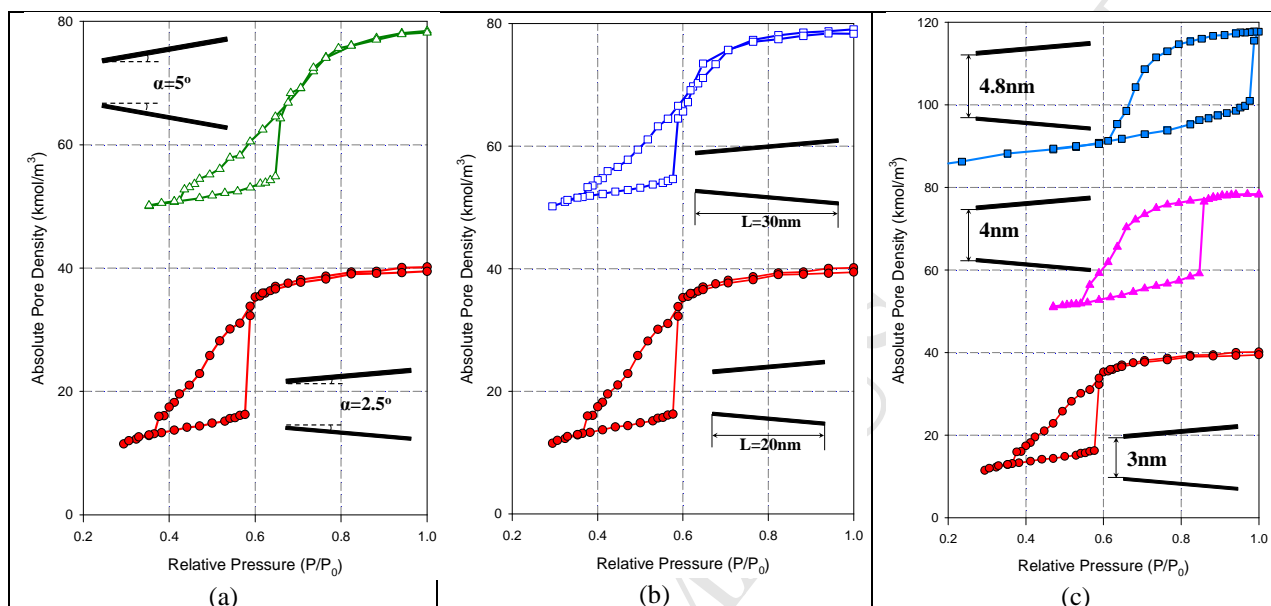 80
60
40
20
0
Absolute Pore Density (kmol/m³)
α=5º
α=2.5º
0.2 0.4 0.6 0.8 1.0
Relative Pressure (P/P₀)
(a)
80
60
40
20
0
Absolute Pore Density (kmol/m³)
L=30nm
L=20nm
0.2 0.4 0.6 0.8 1.0
Relative Pressure (P/P₀)
(b)
120
100
80
60
40
20
0
Absolute Pore Density (kmol/m³)
4.8nm
4nm
3nm
0.2 0.4 0.6 0.8 1.0
Relative Pressure (P/P₀)
(c)